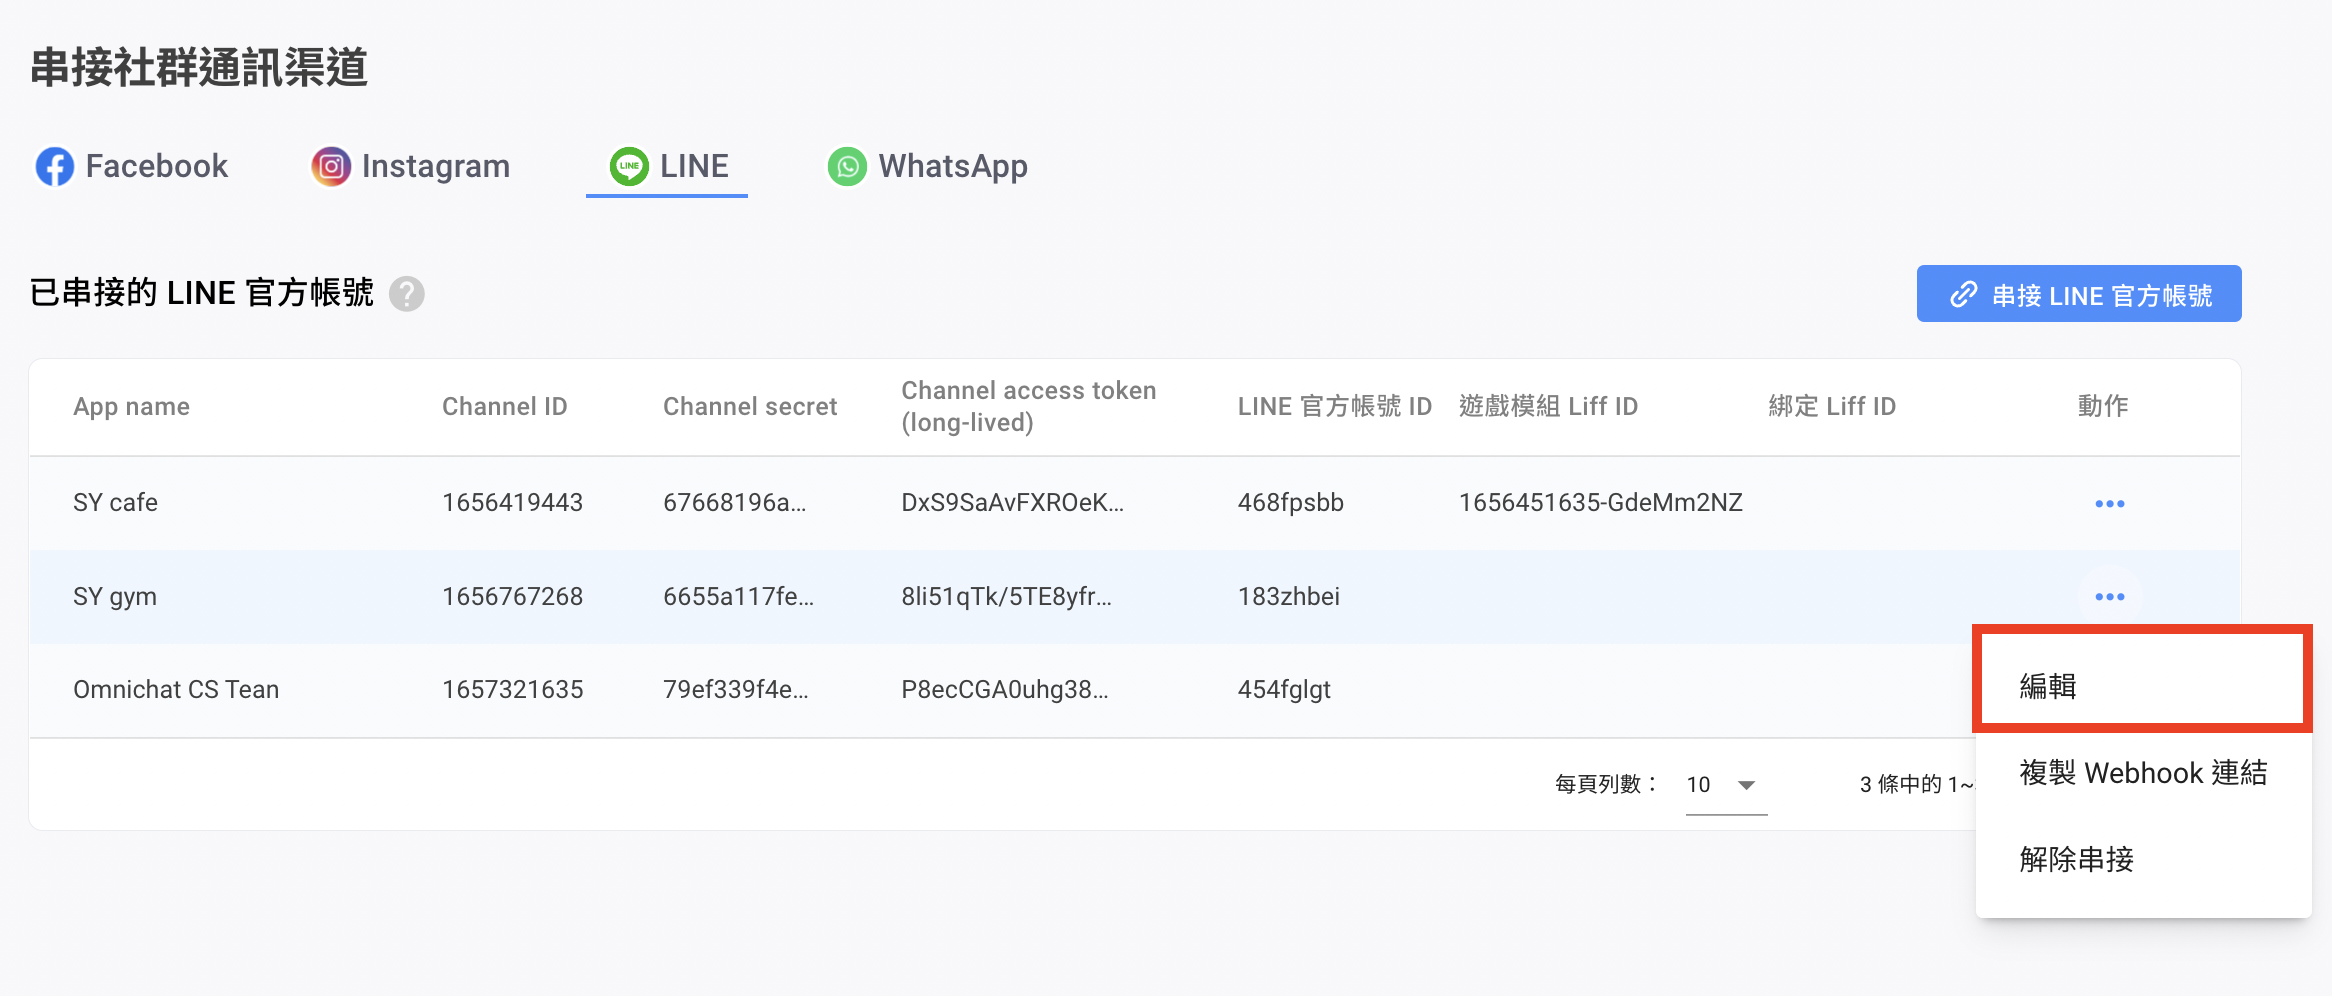 串接社群通訊渠道
Facebook Instagram LINE LINE WhatsApp
已串接的 LINE 官方帳號 ?
串接 LINE 官方帳號
App name Channel ID Channel secret Channel access token (long-lived) LINE 官方帳號 ID 遊戲模組 Liff ID 綁定 Liff ID 動作
SY cafe 1656419443 67668196a... DxS9SaAvFXROeK... 468fpsbb 1656451635-GdeMm2NZ
SY gym 1656767268 6655a117fe... 8li51qTk/5TE8yfr... 183zhbei
Omnichat CS Tean 1657321635 79ef339f4e... P8ecCGA0uhg38... 454fglgt
每頁列數： 10 3 條中的 1~
編輯
複製 Webhook 連結
解除串接